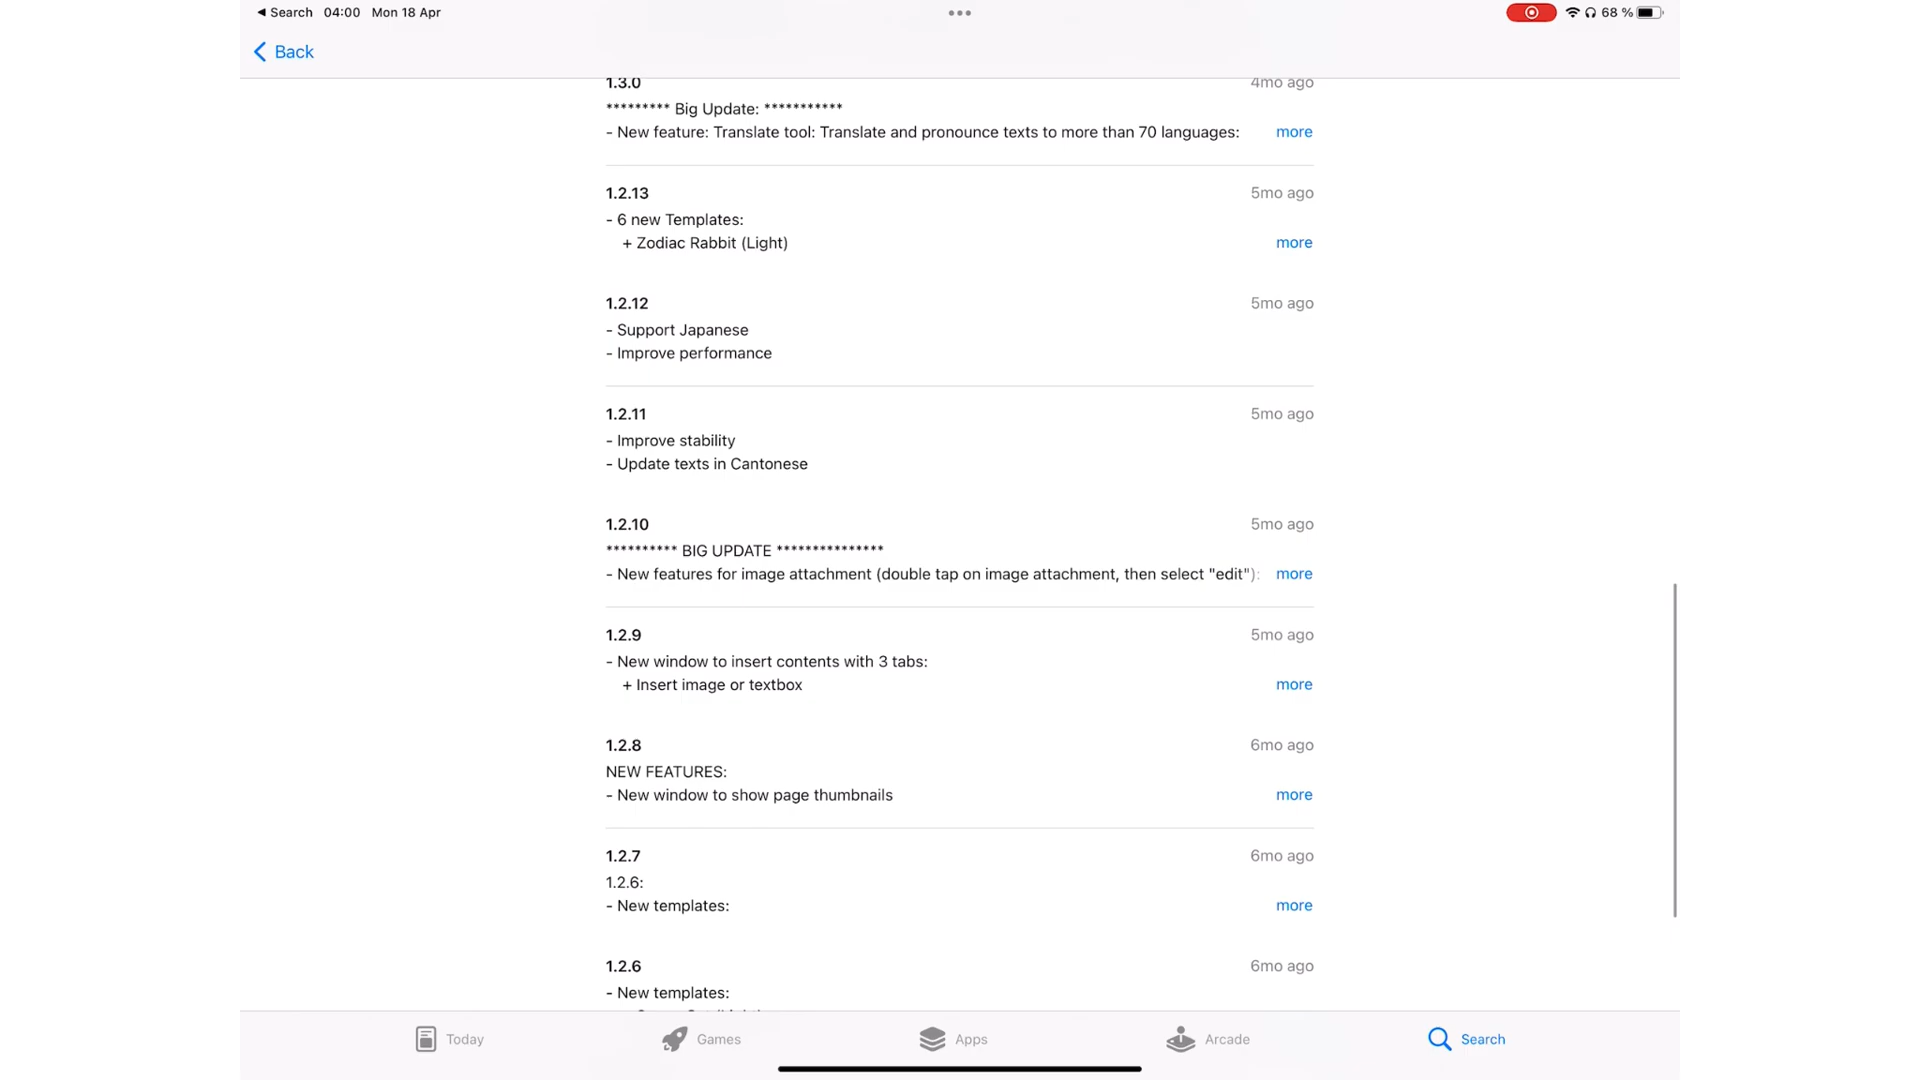 ◀ Search 04:00 Mon 18 Apr
68 %
Back
1.3.0 4mo ago
********* Big Update: ***********
- New feature: Translate tool: Translate and pronounce texts to more than 70 languages: more
1.2.13 5mo ago
- 6 new Templates:
+ Zodiac Rabbit (Light) more
1.2.12 5mo ago
- Support Japanese
- Improve performance
1.2.11 5mo ago
- Improve stability
- Update texts in Cantonese
1.2.10 5mo ago
********** BIG UPDATE ***************
- New features for image attachment (double tap on image attachment, then select "edit"): more
1.2.9 5mo ago
- New window to insert contents with 3 tabs:
+ Insert image or textbox more
1.2.8 6mo ago
NEW FEATURES:
- New window to show page thumbnails more
1.2.7 6mo ago
1.2.6:
- New templates: more
1.2.6 6mo ago
- New templates:
Today Games Apps Arcade Search